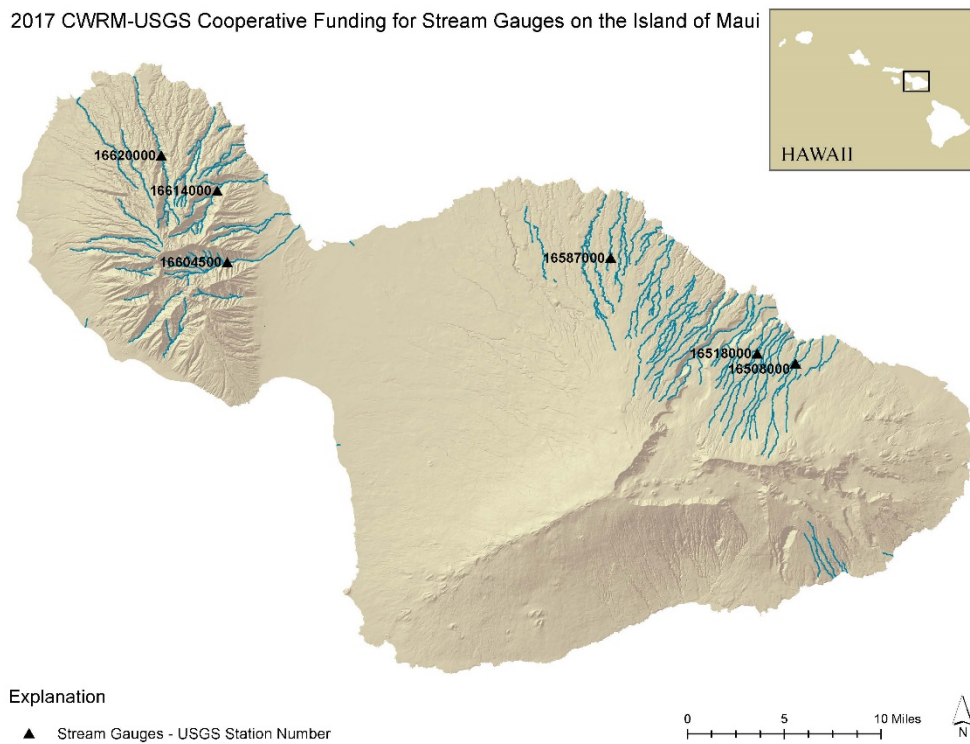 2017 CWRM-USGS Cooperative Funding for Stream Gauges on the Island of Maui
HAWAII
16620000
16614000
16604500
16587000
16518000
16508000
Explanation
Stream Gauges - USGS Station Number
0 5 10 Miles
N